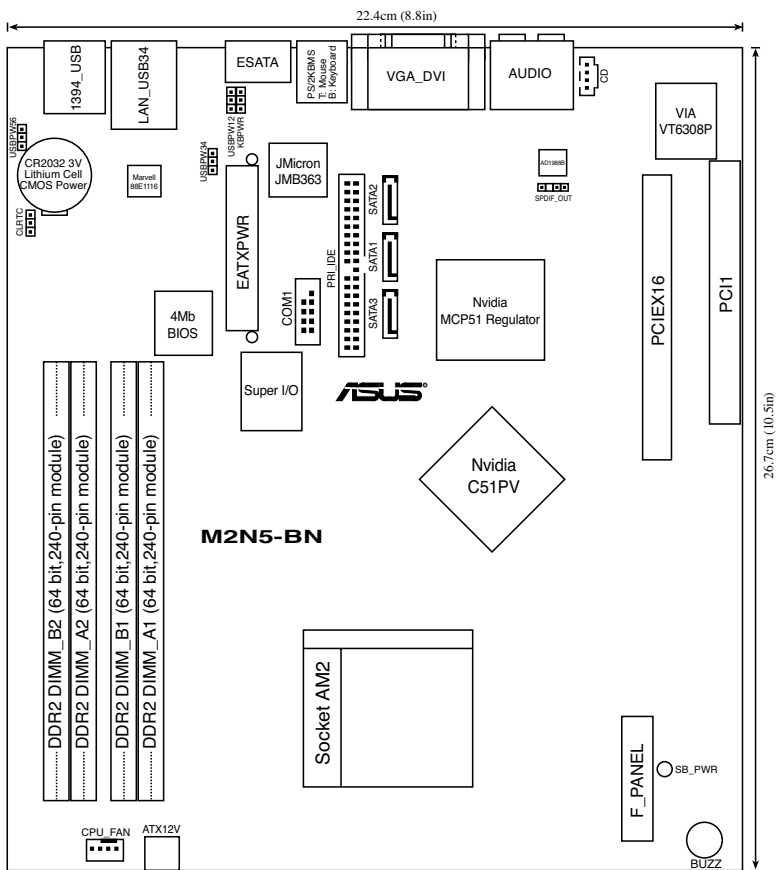 22.4cm (8.8in)
1394_USB
LAN_USB34
ESATA
PS/2KBMS
T: Mouse
B: Keyboard
VGA_DVI
AUDIO
CD
VIA
VT6308P
USBPW56
CR2032 3V
Lithium Cell
CMOS Power
CLRTC
Marvell
88E1116
USBPW34
USBPW12
KBPWR
JMicron
JMB363
AD1988B
SPDIF_OUT
EATXPWR
PRI_IDE
SATA2
SATA1
SATA3
COM1
4Mb
BIOS
Nvidia
MCP51 Regulator
PCIEX16
PCI1
Super I/O
ASUS
26.7cm (10.5in)
Nvidia
C51PV
M2N5-BN
DDR2 DIMM_B2 (64 bit,240-pin module)
DDR2 DIMM_A2 (64 bit,240-pin module)
DDR2 DIMM_B1 (64 bit,240-pin module)
DDR2 DIMM_A1 (64 bit,240-pin module)
Socket AM2
F_PANEL
SB_PWR
CPU_FAN
ATX12V
BUZZ